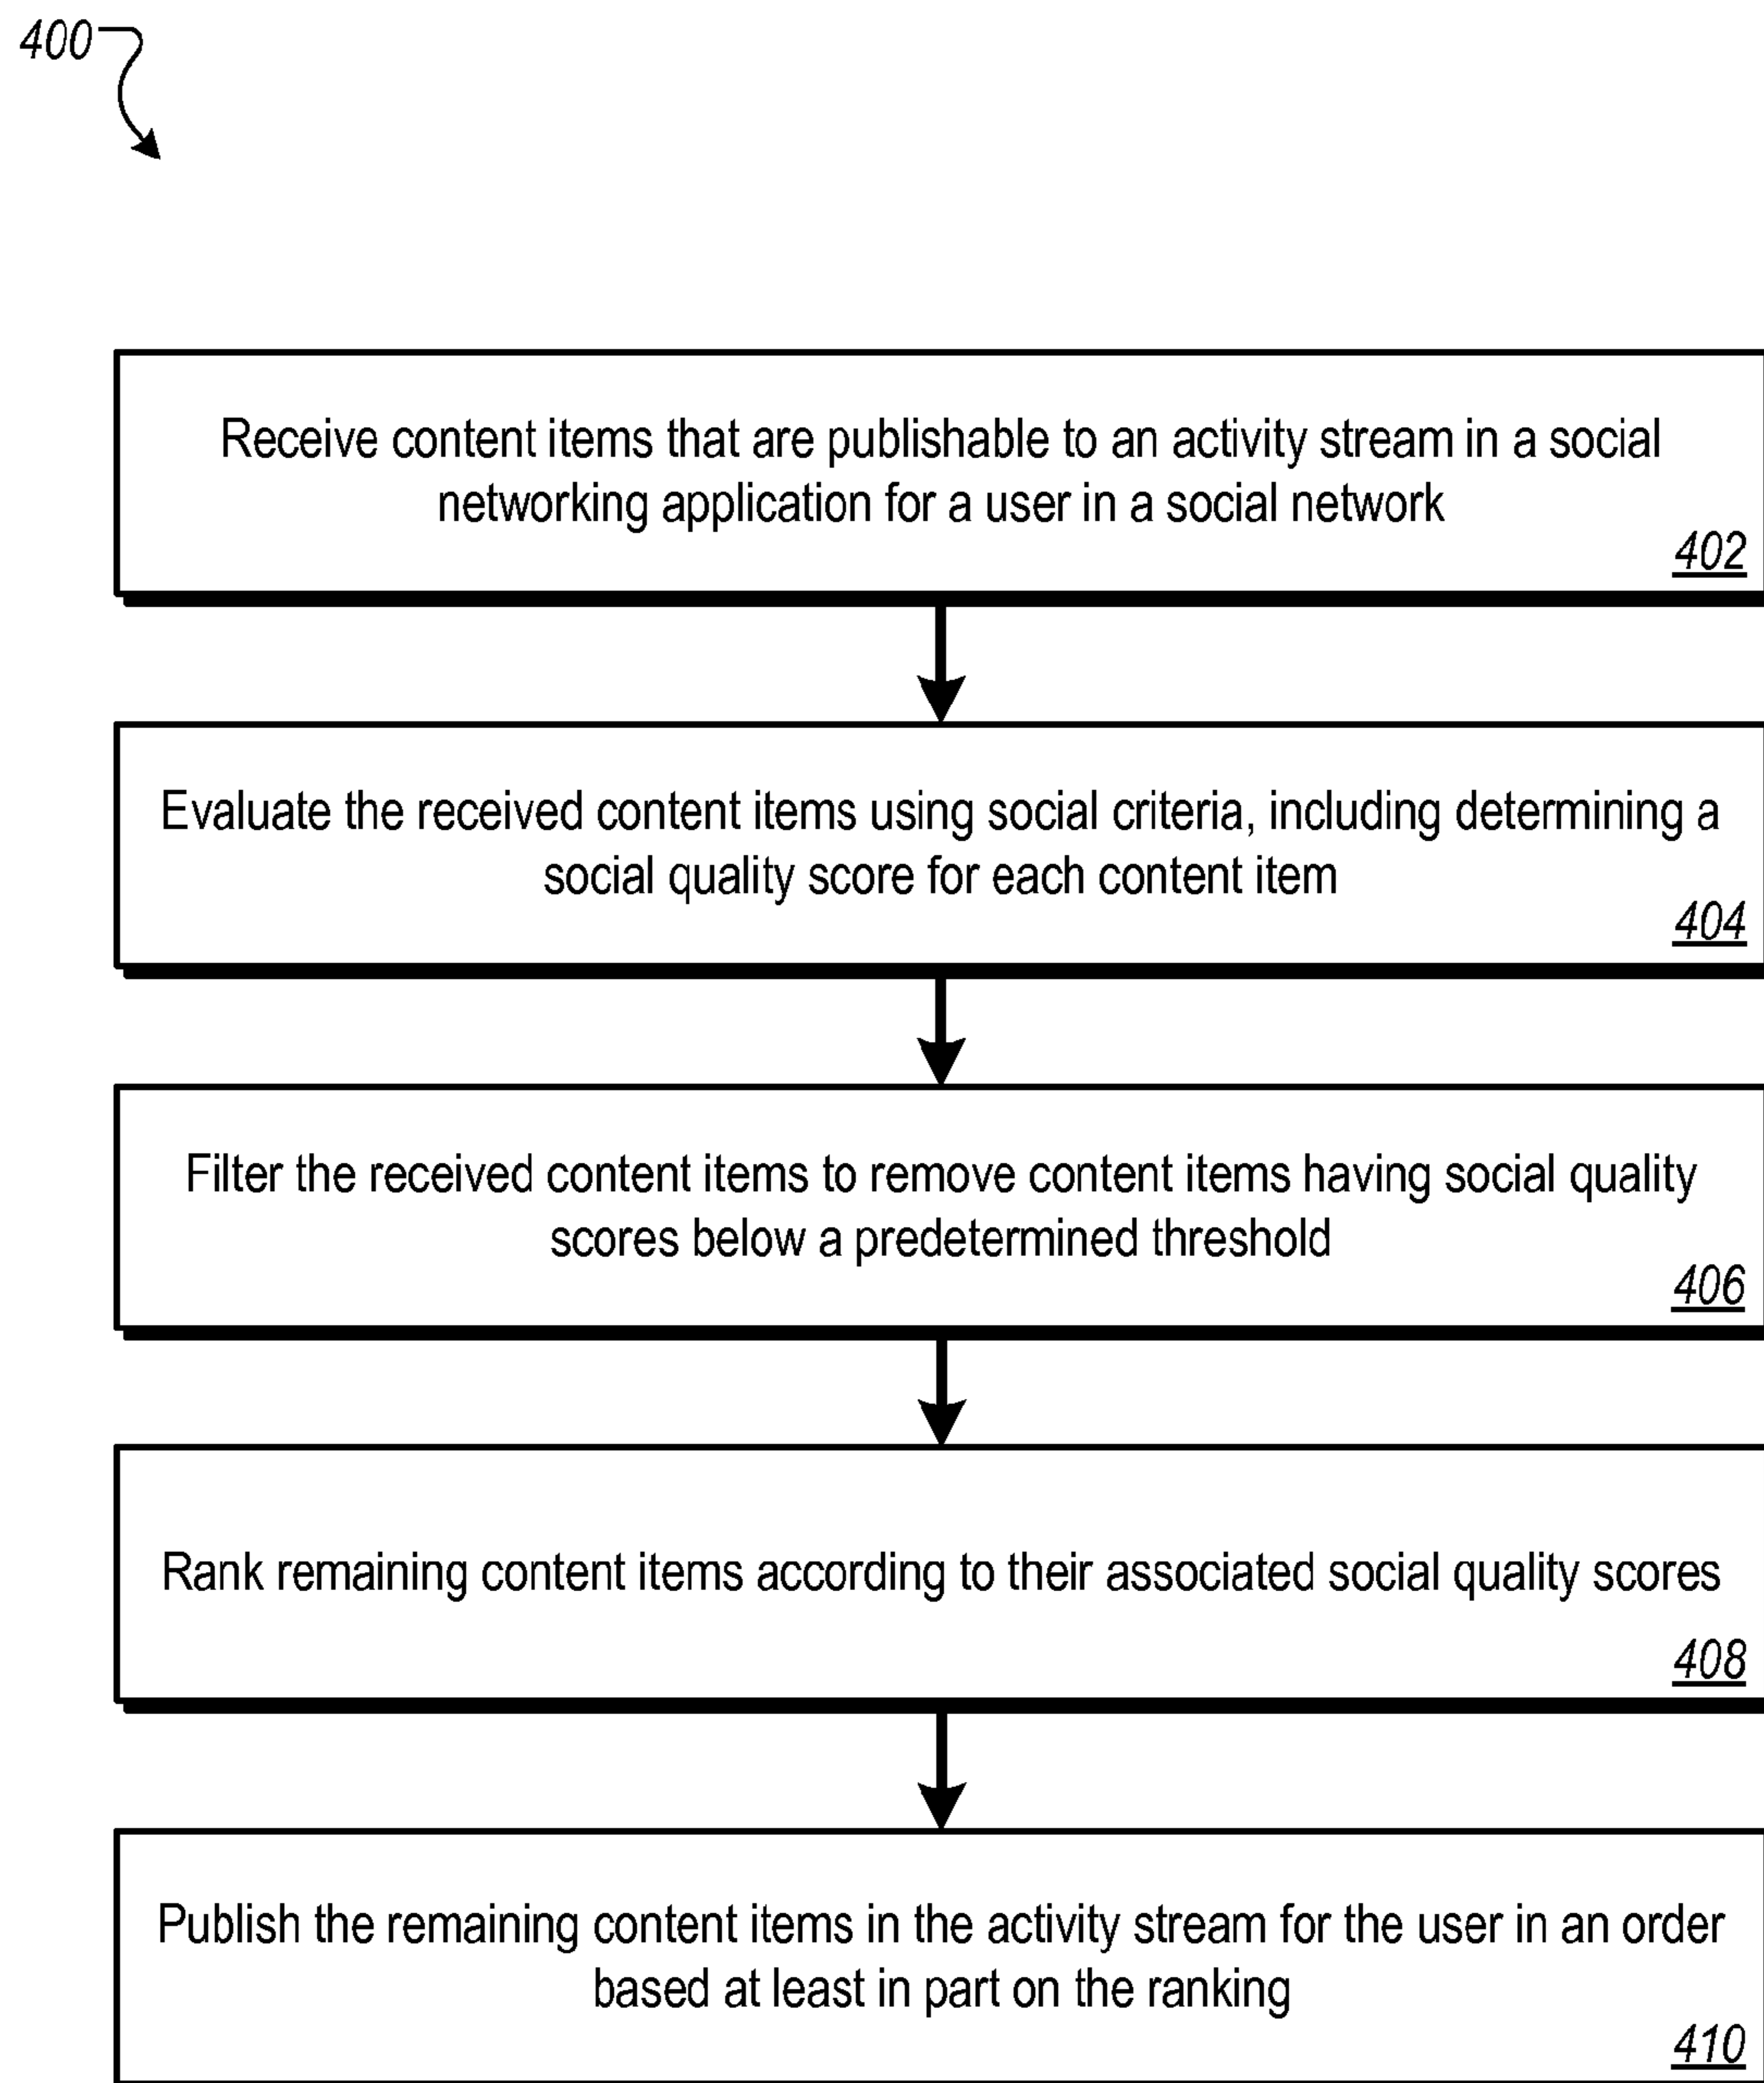 400
Receive content items that are publishable to an activity stream in a social
networking application for a user in a social network
402
Evaluate the received content items using social criteria, including determining a
social quality score for each content item
404
Filter the received content items to remove content items having social quality
scores below a predetermined threshold
406
Rank remaining content items according to their associated social quality scores
408
Publish the remaining content items in the activity stream for the user in an order
based at least in part on the ranking
410